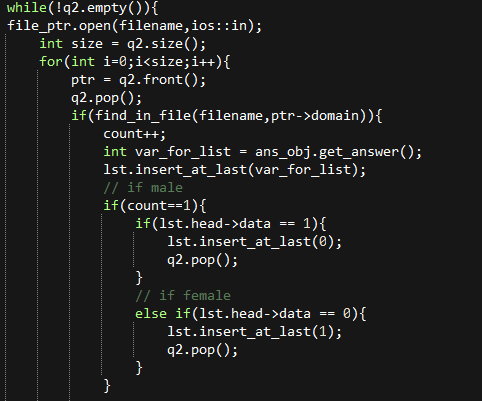 while(!q2.empty()){
file_ptr.open(filename,ios::in);
    int size = q2.size();
    for(int i=0;i<size;i++){
        ptr = q2.front();
        q2.pop();
        if(find_in_file(filename,ptr->domain)){
            count++;
            int var_for_list = ans_obj.get_answer();
            lst.insert_at_last(var_for_list);
            // if male
            if(count==1){
                if(lst.head->data == 1){
                    lst.insert_at_last(0);
                    q2.pop();
                }
                // if female
                else if(lst.head->data == 0){
                    lst.insert_at_last(1);
                    q2.pop();
                }
            }